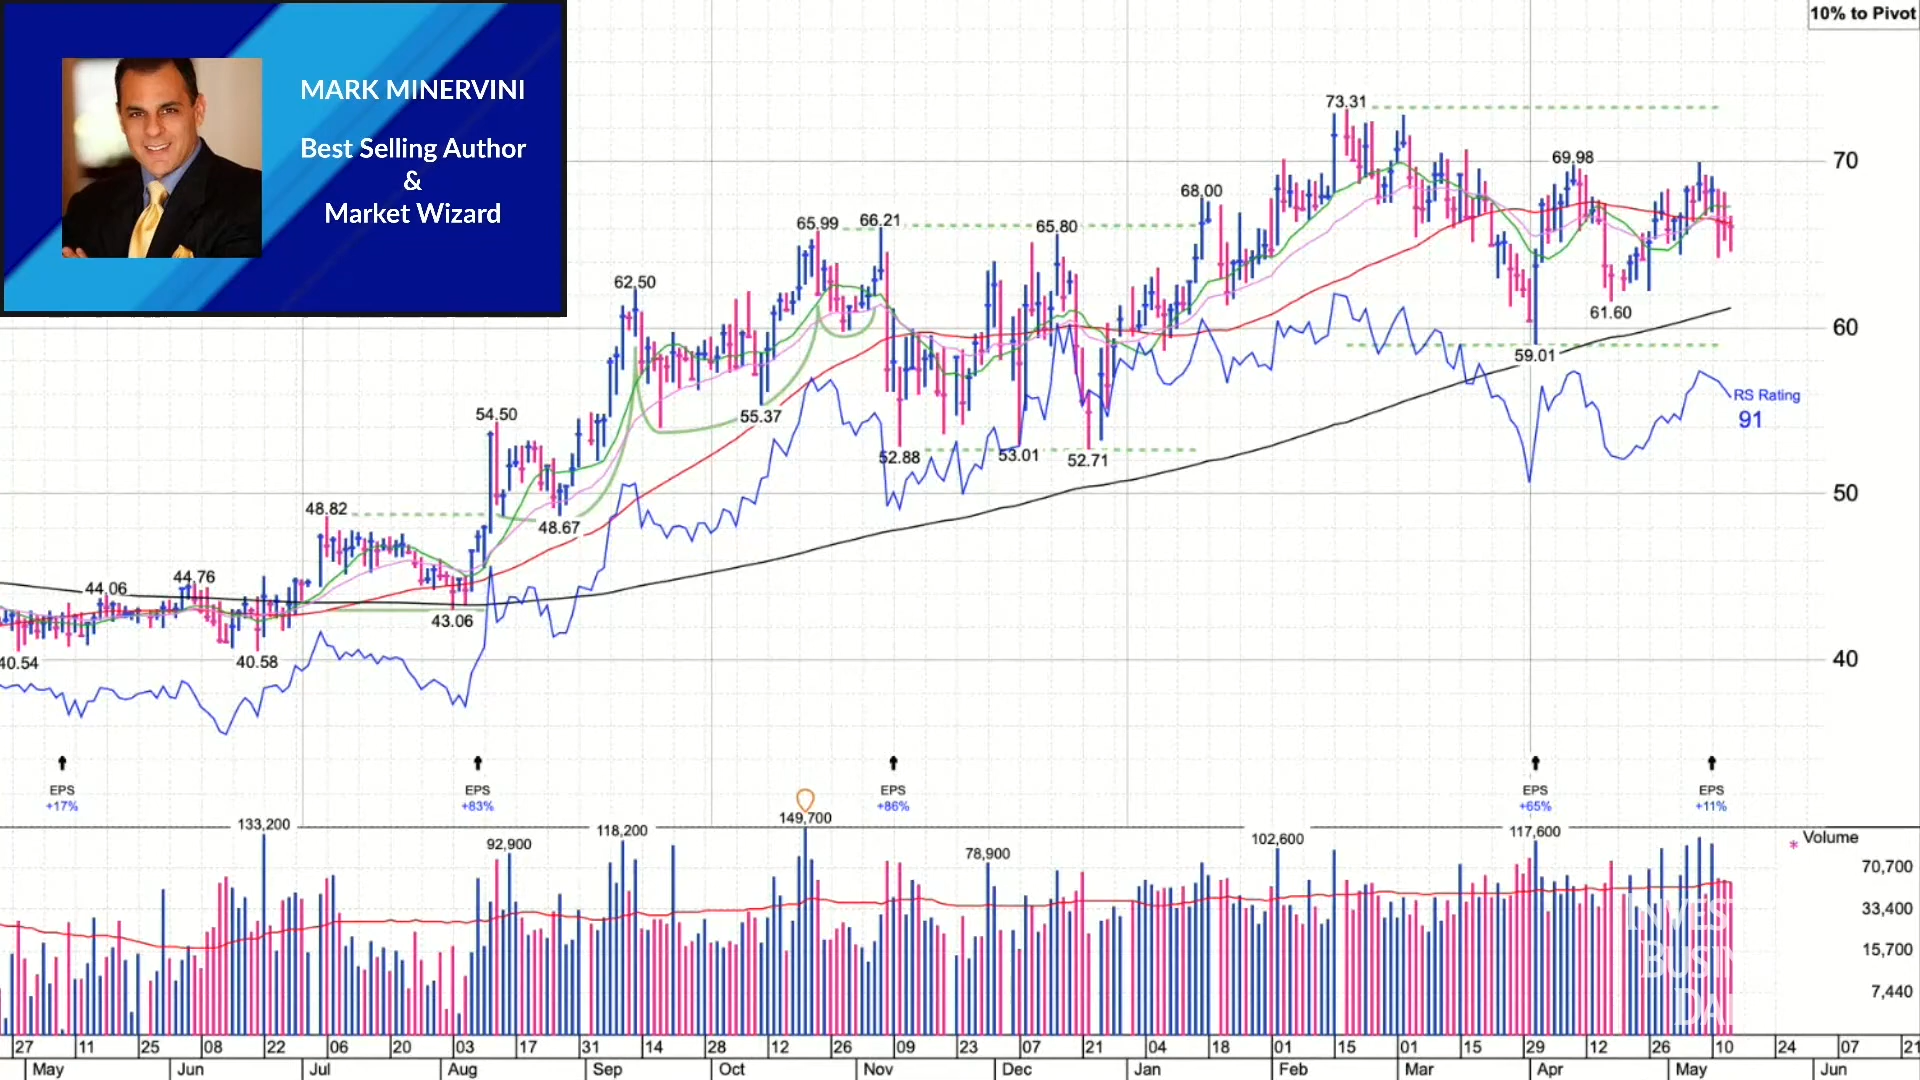 10% to Pivot
MARK MINERVINI
Best Selling Author
&
Market Wizard
73.31
70
69.98
68.00
65.99
66.21
65.80
62.50
60
61.60
59.01
54.50
55.37
RS Rating
91
52.88
53.01
52.71
50
48.82
48.67
44.06
44.76
43.06
40.54
40.58
40
EPS
+17%
EPS
+83%
EPS
+86%
EPS
+65%
EPS
+11%
133,200
118,200
149,700
102,600
117,600
92,900
78,900
* Volume
70,700
33,400
15,700
7,440
INVES
BUSIN
DAI
27 11 25 08 22 06 20 03 17 31 14 28 12 26 09 23 07 21 04 18 01 15 01 15 29 12 26 10 24 07 21
May Jun Jul Aug Sep Oct Nov Dec Jan Feb Mar Apr May Jun